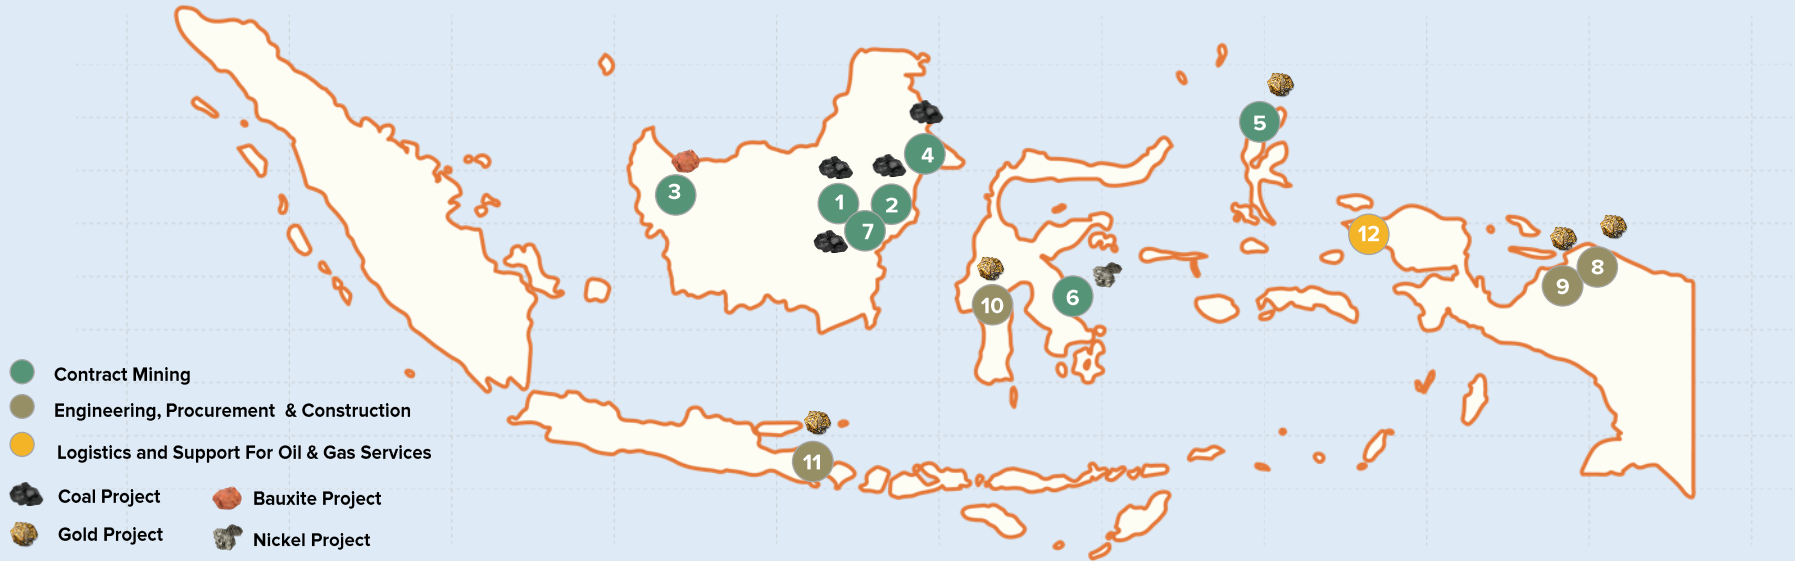 5
4
3
1
2
7
12
8
9
6
10
11
Contract Mining
Engineering, Procurement & Construction
Logistics and Support For Oil & Gas Services
Coal Project
Bauxite Project
Gold Project
Nickel Project